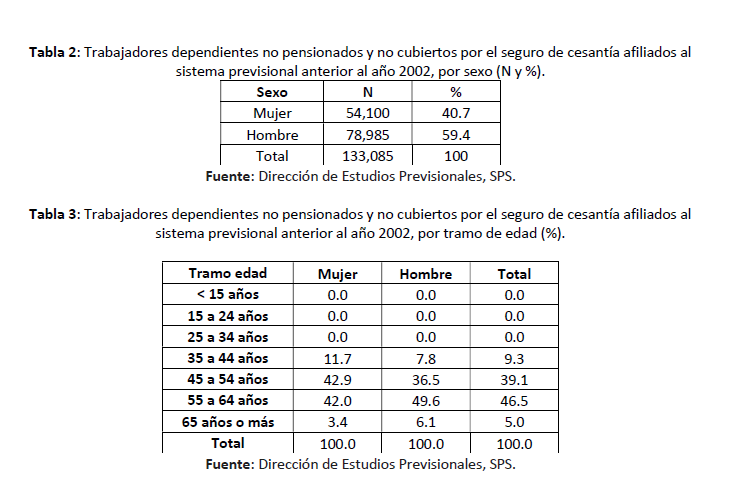 Tabla 2: Trabajadores dependientes no pensionados y no cubiertos por el seguro de cesantía afiliados al
sistema previsional anterior al año 2002, por sexo (N y %).
Sexo N %
Mujer 54,100 40.7
Hombre 78,985 59.4
Total 133,085 100
Fuente: Dirección de Estudios Previsionales, SPS.
Tabla 3: Trabajadores dependientes no pensionados y no cubiertos por el seguro de cesantía afiliados al
sistema previsional anterior al año 2002, por tramo de edad (%).
Tramo edad Mujer Hombre Total
< 15 años 0.0 0.0 0.0
15 a 24 años 0.0 0.0 0.0
25 a 34 años 0.0 0.0 0.0
35 a 44 años 11.7 7.8 9.3
45 a 54 años 42.9 36.5 39.1
55 a 64 años 42.0 49.6 46.5
65 años o más 3.4 6.1 5.0
Total 100.0 100.0 100.0
Fuente: Dirección de Estudios Previsionales, SPS.